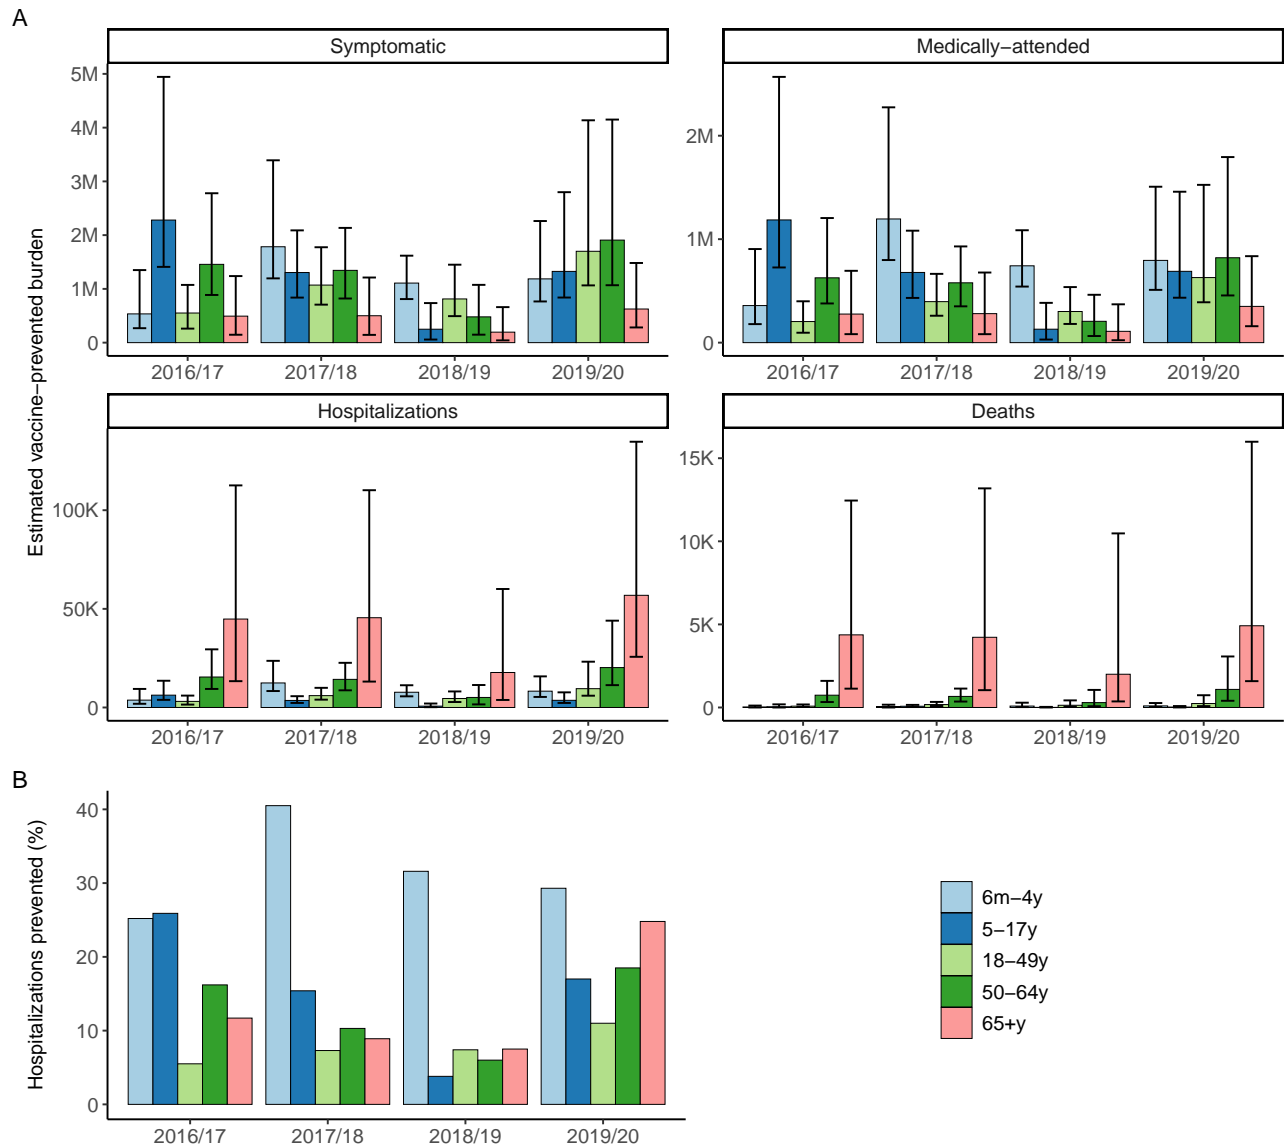 A
Symptomatic
Medically−attended
5M
4M
3M
2M
1M
0
2M
1M
0
2016/17 2017/18 2018/19 2019/20
2016/17 2017/18 2018/19 2019/20
Hospitalizations
Deaths
100K
50K
0
15K
10K
5K
0
2016/17 2017/18 2018/19 2019/20
2016/17 2017/18 2018/19 2019/20
Estimated vaccine−prevented burden
B
Hospitalizations prevented (%)
40
30
20
10
0
2016/17 2017/18 2018/19 2019/20
6m−4y
5−17y
18−49y
50−64y
65+y